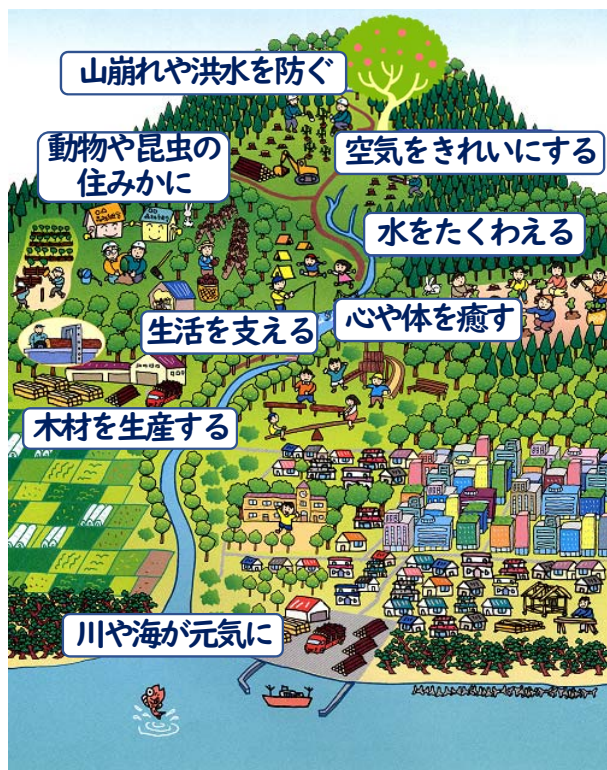 山崩れや洪水を防ぐ
動物や昆虫の
住みかに
空気をきれいにする
水をたくわえる
生活を支える
心や体を癒す
木材を生産する
川や海が元気に